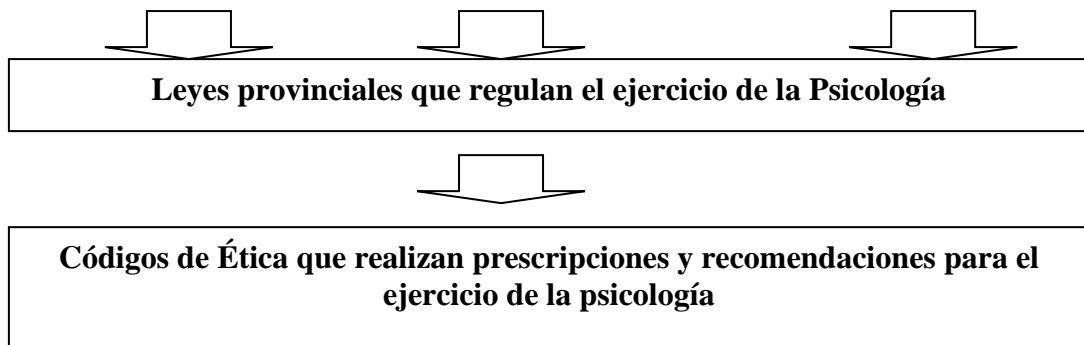 Leyes provinciales que regulan el ejercicio de la Psicología
Códigos de Ética que realizan prescripciones y recomendaciones para el
ejercicio de la psicología